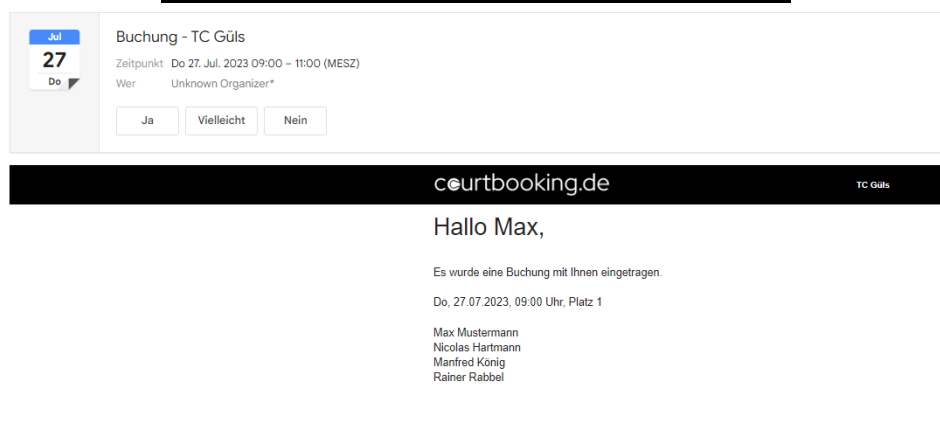 Jul
27
Do
Buchung - TC Güls
Zeitpunkt Do 27. Jul. 2023 09:00 – 11:00 (MESZ)
Wer Unknown Organizer*
Ja Vielleicht Nein
courtbooking.de TC Güls
Hallo Max,
Es wurde eine Buchung mit Ihnen eingetragen.
Do, 27.07.2023, 09:00 Uhr, Platz 1
Max Mustermann
Nicolas Hartmann
Manfred König
Rainer Rabbel